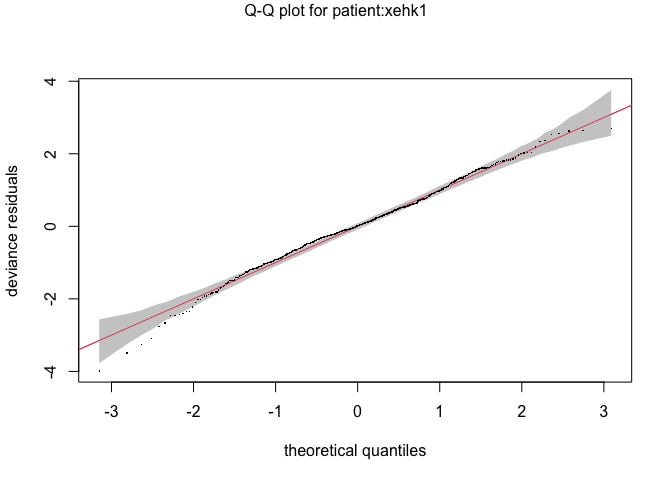 Q-Q plot for patient:xehk1
4
2
0
-2
-4
deviance residuals
-3 -2 -1 0 1 2 3
theoretical quantiles